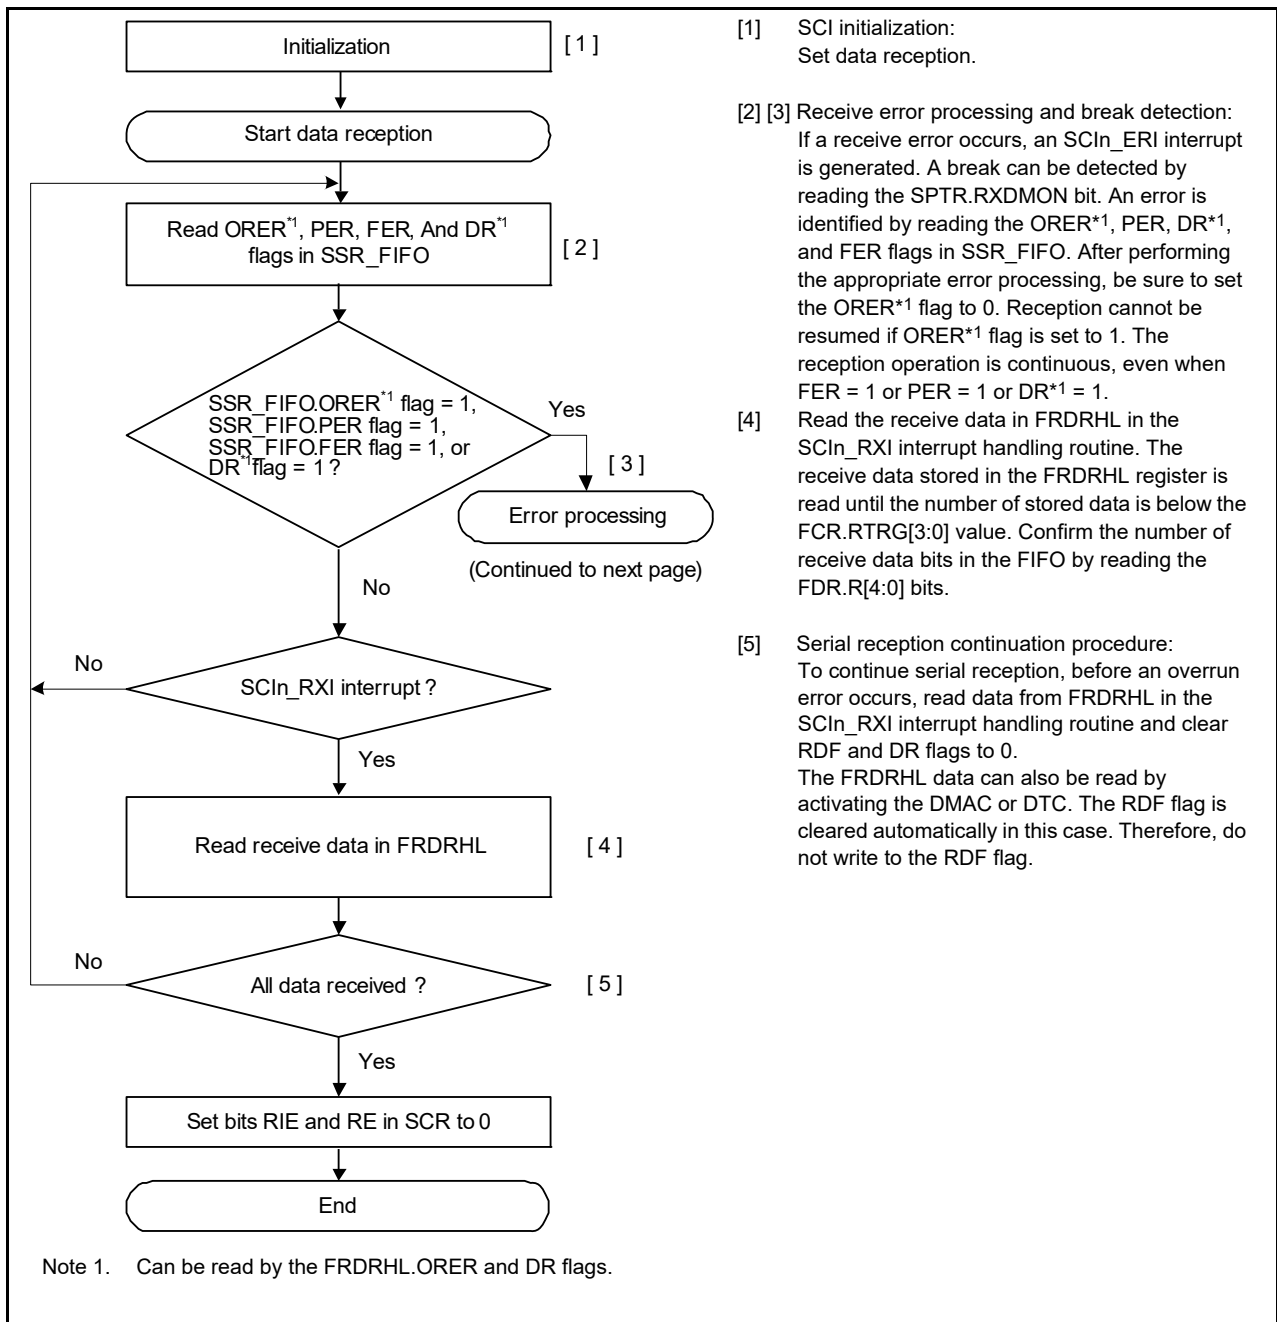 Initialization
[ 1 ]
Start data reception
Read ORER*1, PER, FER, And DR*1
flags in SSR_FIFO
[ 2 ]
SSR_FIFO.ORER*1 flag = 1,
SSR_FIFO.PER flag = 1,
SSR_FIFO.FER flag = 1, or
DR*1 flag = 1 ?
Yes
[ 3 ]
Error processing
(Continued to next page)
No
No
SCIn_RXI interrupt ?
Yes
Read receive data in FRDRHL
[ 4 ]
No
All data received ?
[ 5 ]
Yes
Set bits RIE and RE in SCR to 0
End
[1] SCI initialization:
Set data reception.
[2] [3] Receive error processing and break detection:
If a receive error occurs, an SCIn_ERI interrupt
is generated. A break can be detected by
reading the SPTR.RXDMON bit. An error is
identified by reading the ORER*1, PER, DR*1,
and FER flags in SSR_FIFO. After performing
the appropriate error processing, be sure to set
the ORER*1 flag to 0. Reception cannot be
resumed if ORER*1 flag is set to 1. The
reception operation is continuous, even when
FER = 1 or PER = 1 or DR*1 = 1.
[4] Read the receive data in FRDRHL in the
SCIn_RXI interrupt handling routine. The
receive data stored in the FRDRHL register is
read until the number of stored data is below the
FCR.RTRG[3:0] value. Confirm the number of
receive data bits in the FIFO by reading the
FDR.R[4:0] bits.
[5] Serial reception continuation procedure:
To continue serial reception, before an overrun
error occurs, read data from FRDRHL in the
SCIn_RXI interrupt handling routine and clear
RDF and DR flags to 0.
The FRDRHL data can also be read by
activating the DMAC or DTC. The RDF flag is
cleared automatically in this case. Therefore, do
not write to the RDF flag.
Note 1. Can be read by the FRDRHL.ORER and DR flags.